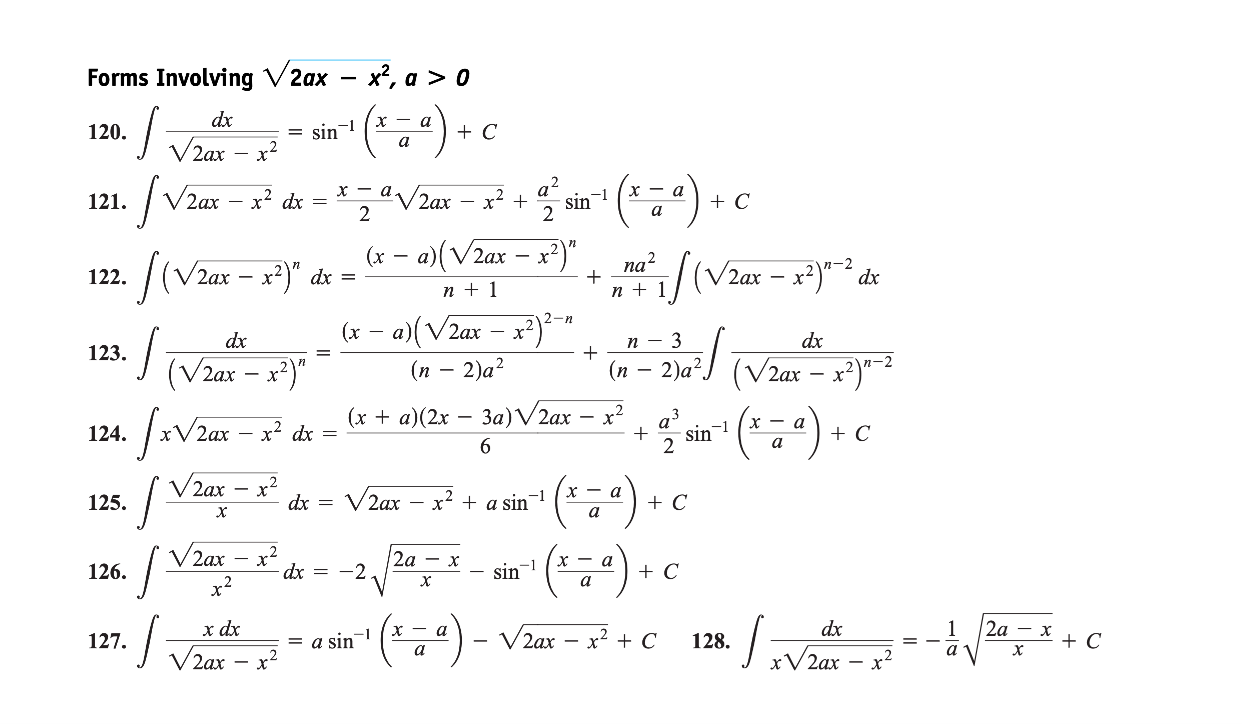 Forms Involving √(2ax − x²), a > 0
120. ∫ dx / √(2ax − x²) = sin⁻¹((x − a)/a) + C
121. ∫ √(2ax − x²) dx = (x − a)/2 √(2ax − x²) + a²/2 sin⁻¹((x − a)/a) + C
122. ∫ (√(2ax − x²))ⁿ dx = (x − a)(√(2ax − x²))ⁿ / (n + 1) + na²/(n + 1) ∫ (√(2ax − x²))ⁿ⁻² dx
123. ∫ dx / (√(2ax − x²))ⁿ = (x − a)(√(2ax − x²))²⁻ⁿ / ((n − 2)a²) + (n − 3)/((n − 2)a²) ∫ dx / (√(2ax − x²))ⁿ⁻²
124. ∫ x√(2ax − x²) dx = (x + a)(2x − 3a)√(2ax − x²) / 6 + a³/2 sin⁻¹((x − a)/a) + C
125. ∫ √(2ax − x²) / x dx = √(2ax − x²) + a sin⁻¹((x − a)/a) + C
126. ∫ √(2ax − x²) / x² dx = −2√((2a − x)/x) − sin⁻¹((x − a)/a) + C
127. ∫ x dx / √(2ax − x²) = a sin⁻¹((x − a)/a) − √(2ax − x²) + C 128. ∫ dx / (x√(2ax − x²)) = −1/a √((2a − x)/x) + C